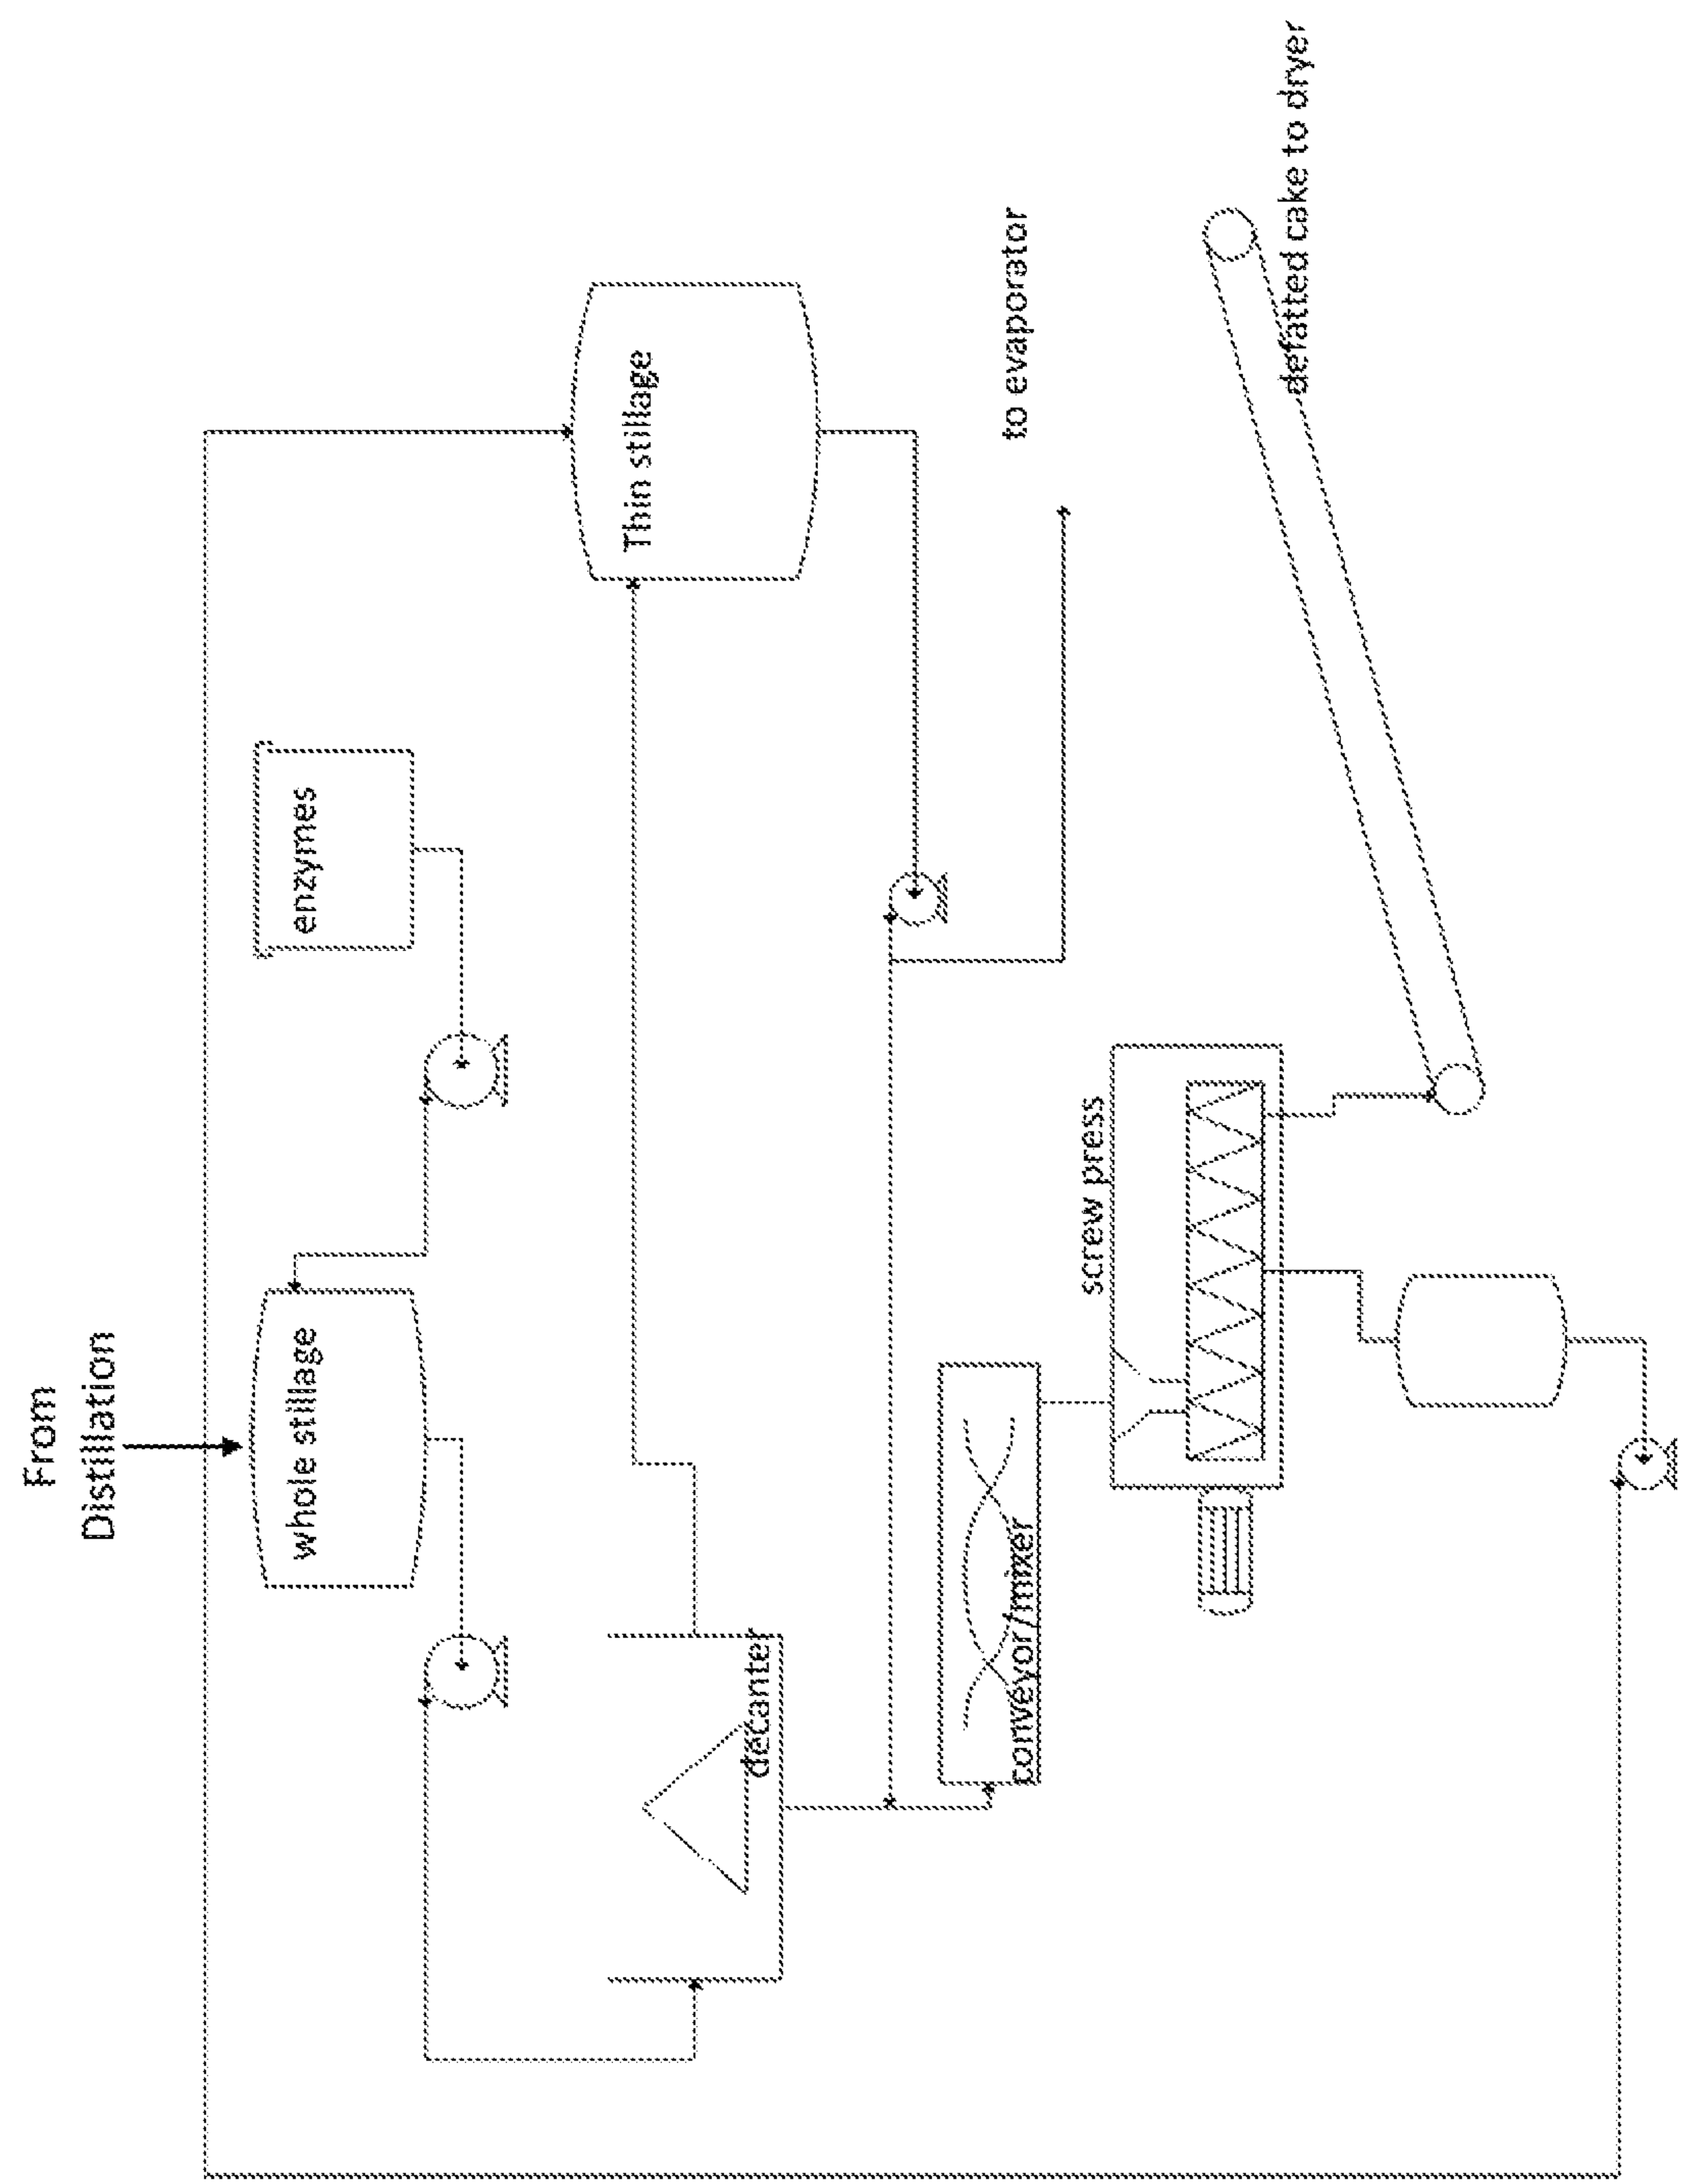 From
Distillation
whole stillage
enzymes
Thin stillage
decanter
to evaporator
conveyor/mixer
screw press
defatted cake to dryer